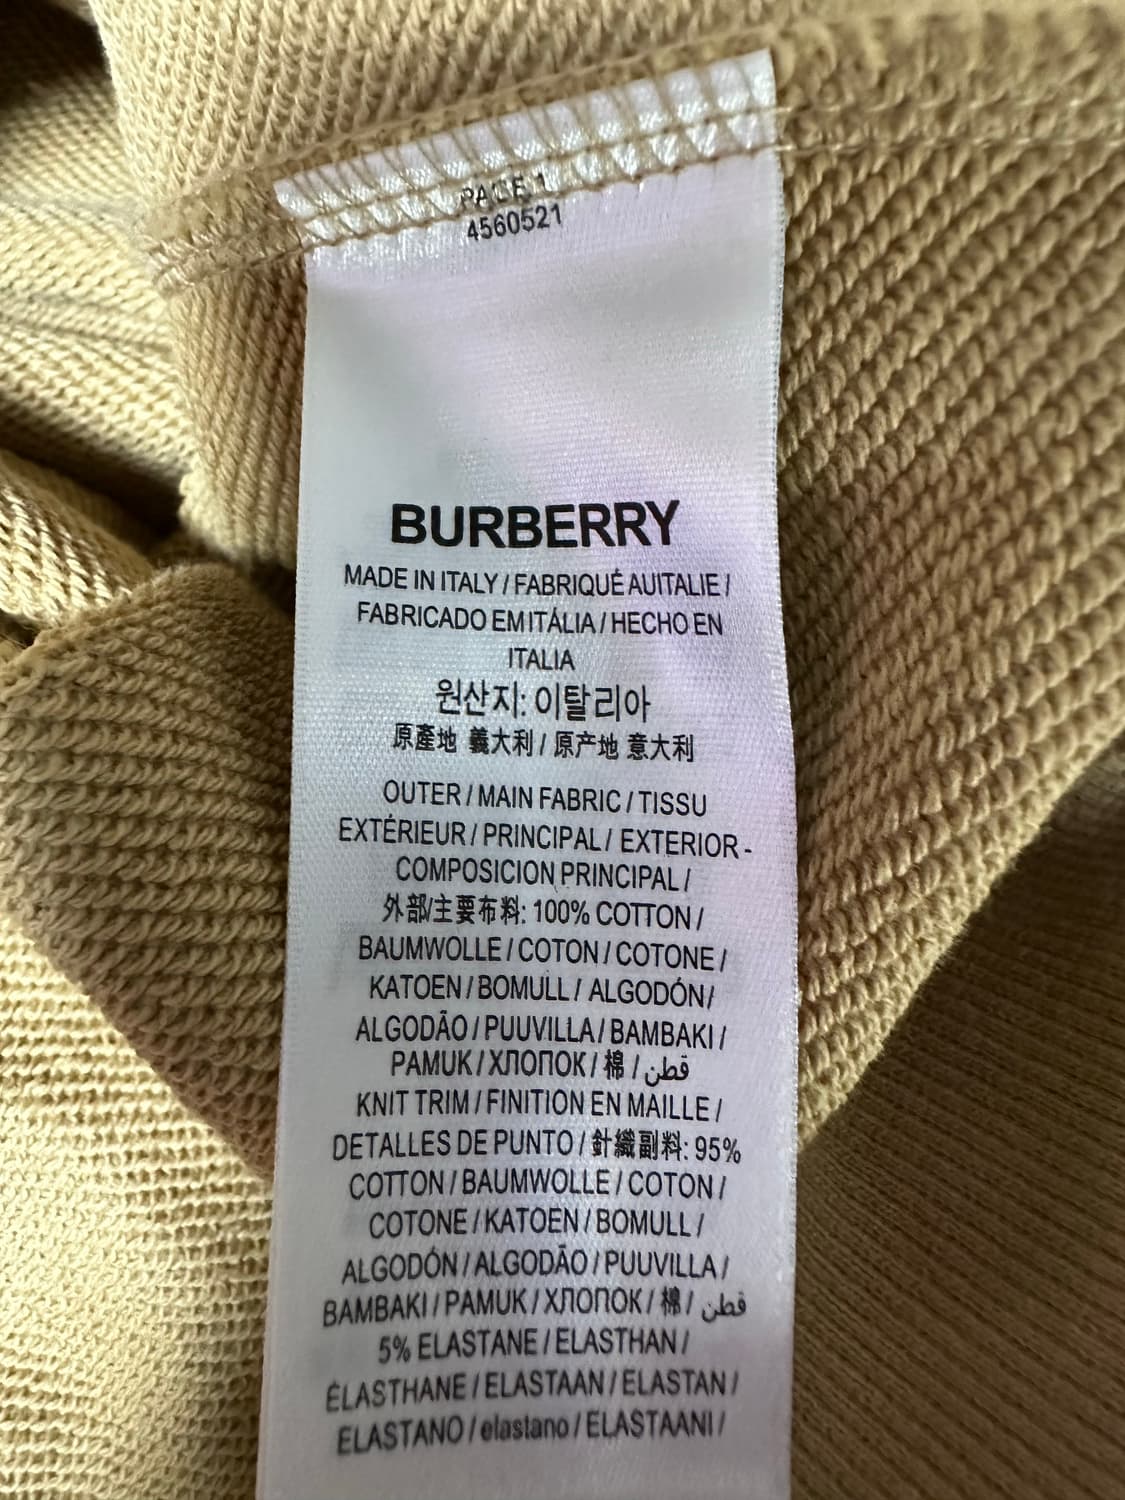 PAGE 1
4560521
BURBERRY
MADE IN ITALY / FABRIQUÉ AUITALIE /
FABRICADO EM ITÁLIA / HECHO EN
ITALIA
원산지: 이탈리아
原產地 義大利 / 原产地 意大利
OUTER / MAIN FABRIC / TISSU
EXTÉRIEUR / PRINCIPAL / EXTERIOR -
COMPOSICION PRINCIPAL /
外部/主要布料: 100% COTTON /
BAUMWOLLE / COTON / COTONE /
KATOEN / BOMULL / ALGODÓN /
ALGODÃO / PUUVILLA / BAMBAKI /
PAMUK / ХЛОПОК / 棉 / قطن
KNIT TRIM / FINITION EN MAILLE /
DETALLES DE PUNTO / 針織副料: 95%
COTTON / BAUMWOLLE / COTON /
COTONE / KATOEN / BOMULL /
ALGODÓN / ALGODÃO / PUUVILLA /
BAMBAKI / PAMUK / ХЛОПОК / 棉 / قطن
5% ELASTANE / ELASTHAN /
ÉLASTHANE / ELASTAAN / ELASTAN /
ELASTANO / elastano / ELASTAANI /